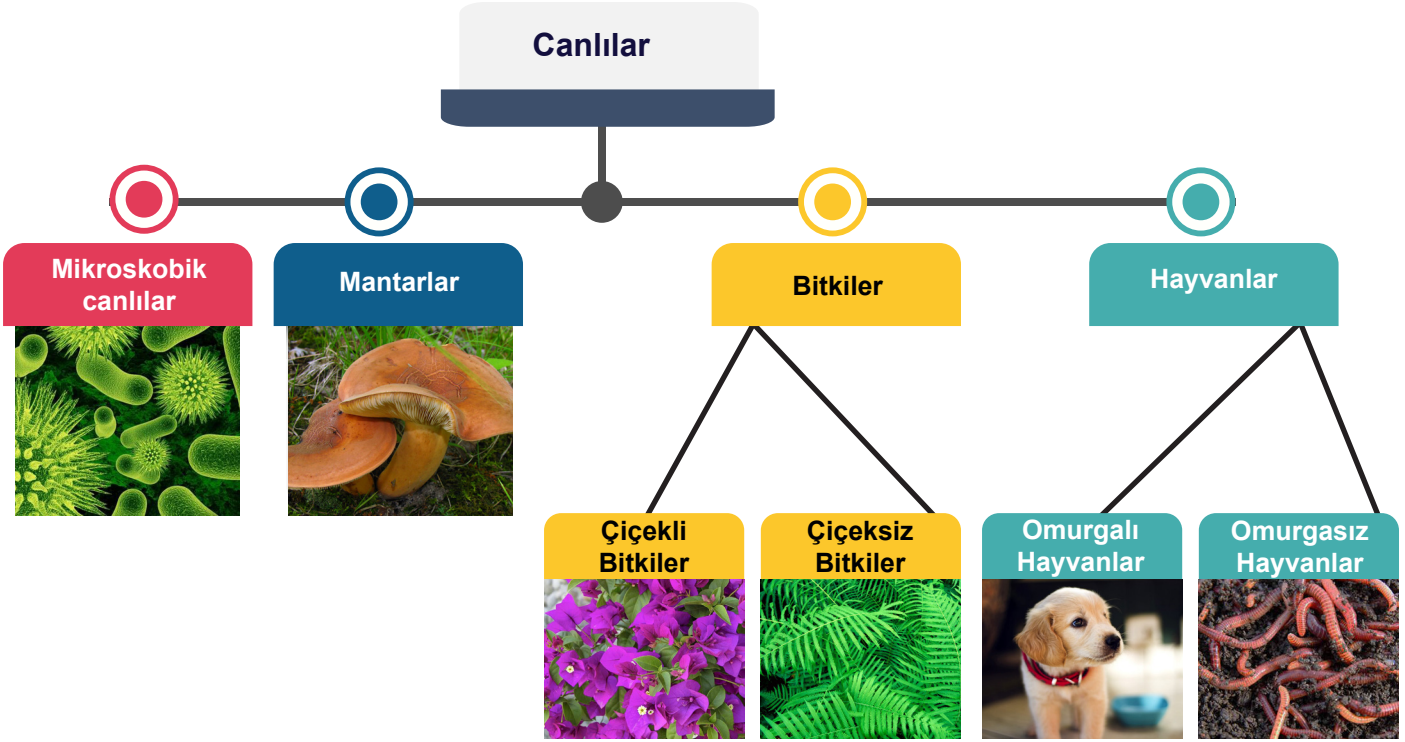 Canlılar
Mikroskobik
canlılar
Mantarlar
Bitkiler
Hayvanlar
Çiçekli
Bitkiler
Çiçeksiz
Bitkiler
Omurgalı
Hayvanlar
Omurgasız
Hayvanlar